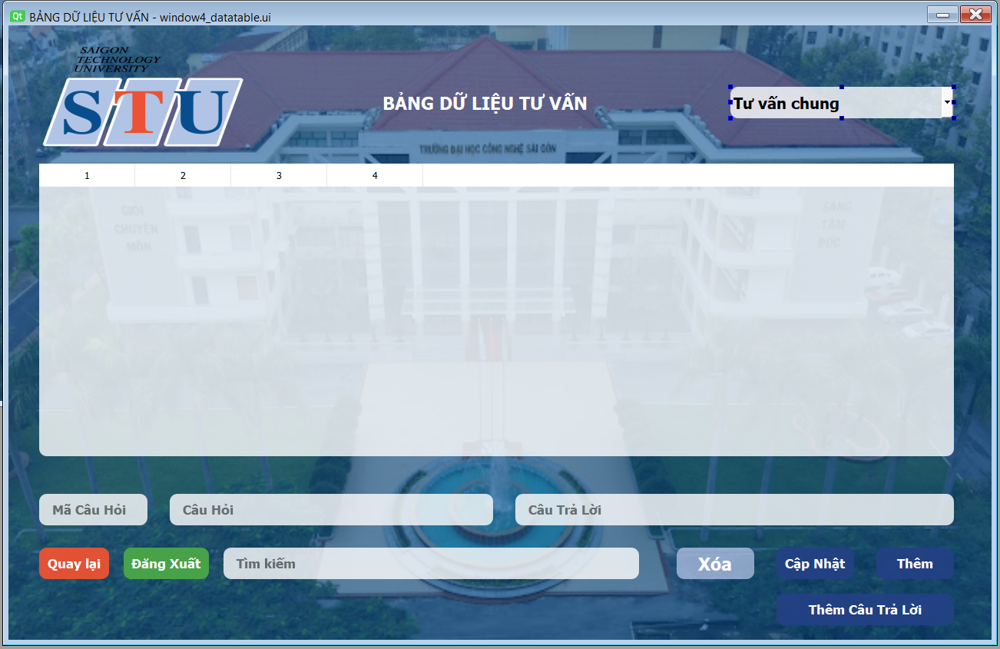 BẢNG DỮ LIỆU TƯ VẤN - window4_datatable.ui
SAIGON
TECHNOLOGY
UNIVERSITY
STU
BẢNG DỮ LIỆU TƯ VẤN
Tư vấn chung
TRƯỜNG ĐẠI HỌC CÔNG NGHỆ SÀI GÒN
1 2 3 4
GIỎI
CHUYÊN
MÔN
SÁNG
TÂM
ĐỨC
Mã Câu Hỏi Câu Hỏi Câu Trả Lời
Quay lại Đăng Xuất Tìm kiếm Xóa Cập Nhật Thêm
Thêm Câu Trả Lời